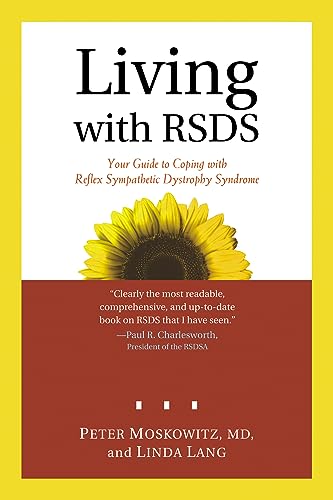 Living
with RSDS
Your Guide to Coping with
Reflex Sympathetic Dystrophy Syndrome
“Clearly the most readable,
comprehensive, and up-to-date
book on RSDS that I have seen.”
—Paul R. Charlesworth,
President of the RSDSA
Peter Moskowitz, MD,
and Linda Lang